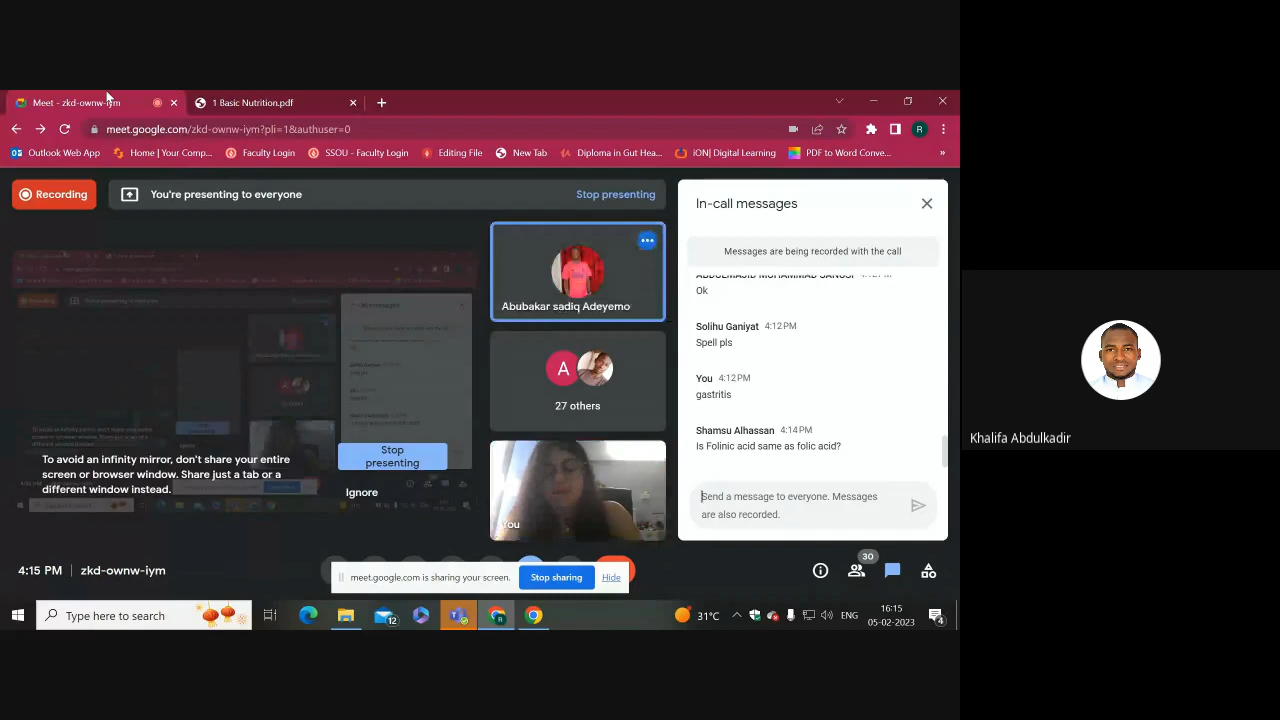 Meet - zkd-ownw-iym
1 Basic Nutrition.pdf
meet.google.com/zkd-ownw-iym?pli=1&authuser=0
Outlook Web App
Home | Your Comp...
Faculty Login
SSOU - Faculty Login
Editing File
New Tab
Diploma in Gut Hea...
iON| Digital Learning
PDF to Word Conve...
Recording
You're presenting to everyone
Stop presenting
To avoid an infinity mirror, don't share your entire
screen or browser window. Share just a tab or a
different window instead.
Stop
presenting
Ignore
Abubakar sadiq Adeyemo
A
27 others
You
In-call messages
Messages are being recorded with the call
Ok
Solihu Ganiyat 4:12 PM
Spell pls
You 4:12 PM
gastritis
Shamsu Alhassan 4:14 PM
Is Folinic acid same as folic acid?
Send a message to everyone. Messages
are also recorded.
Khalifa Abdulkadir
4:15 PM | zkd-ownw-iym
meet.google.com is sharing your screen.
Stop sharing
Hide
30
Type here to search
12
31°C
ENG
16:15
05-02-2023
4
R